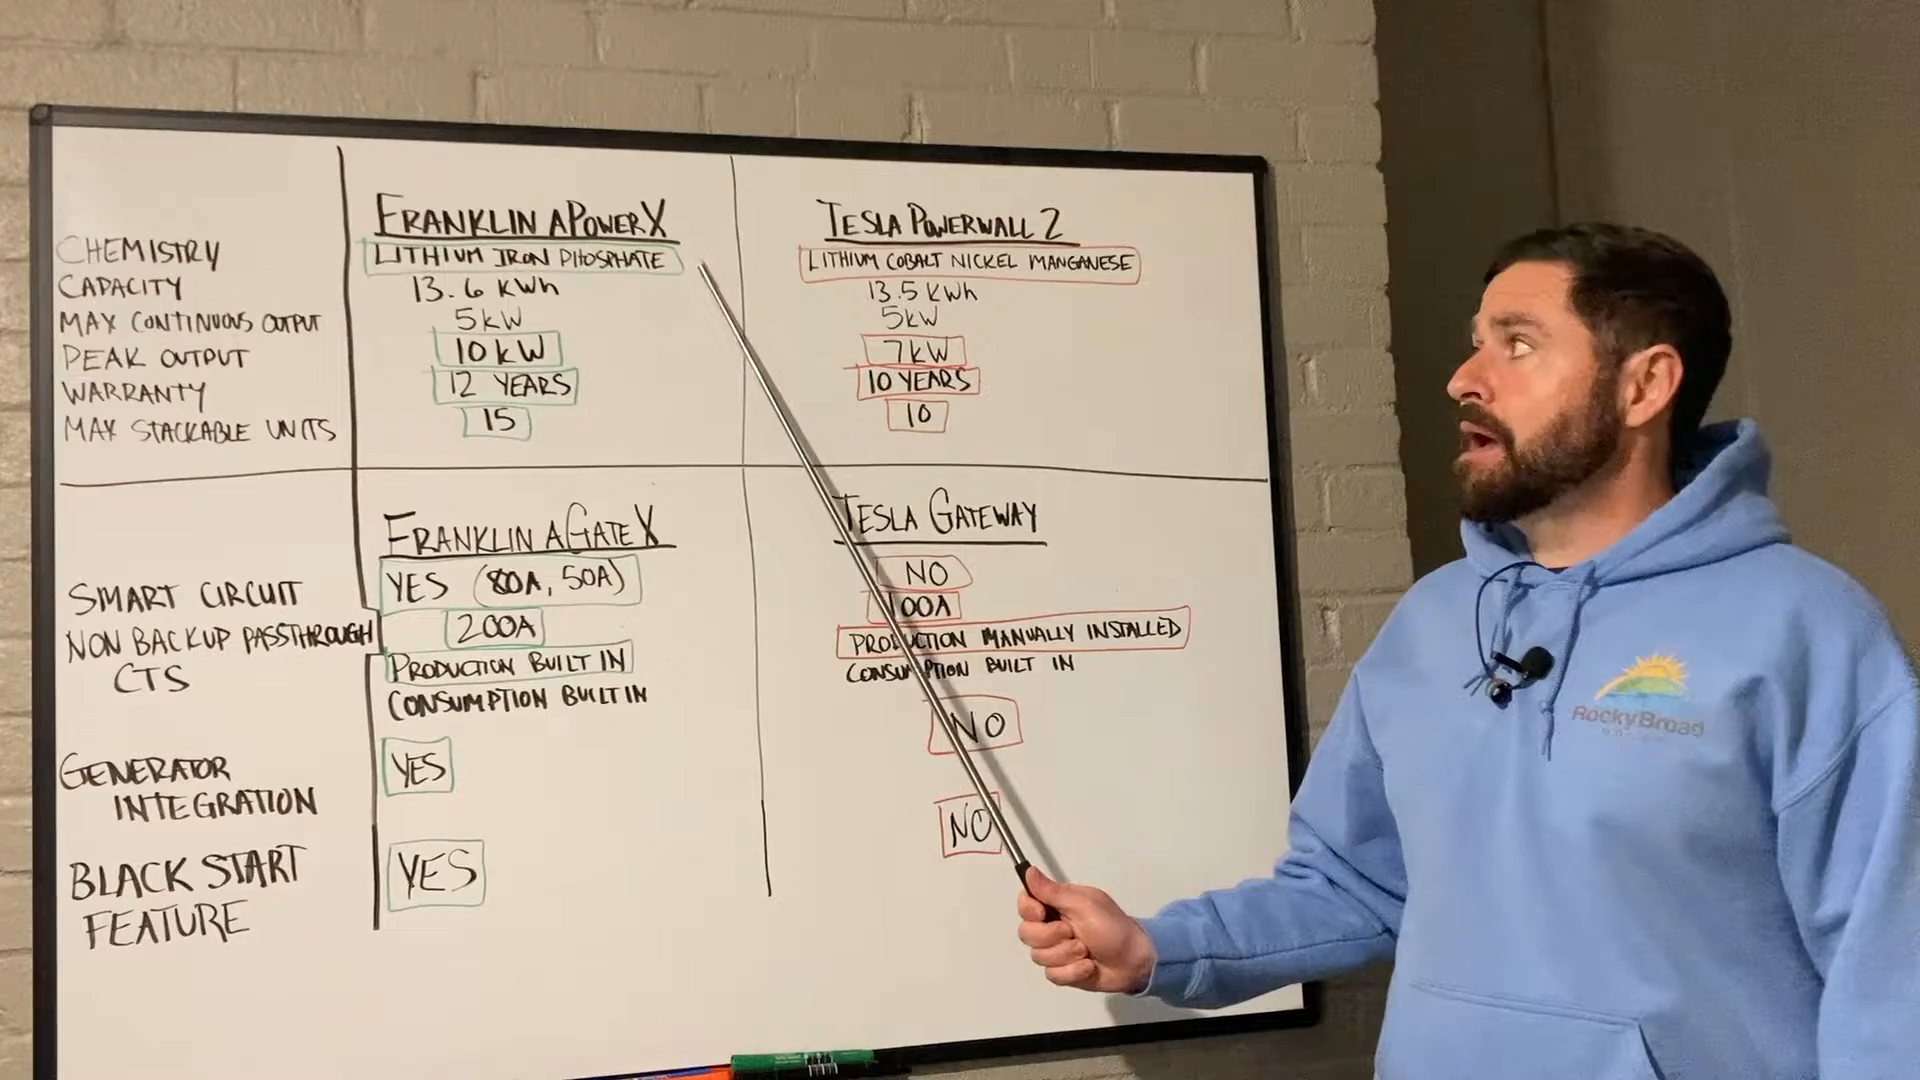 FRANKLIN APOWER X
TESLA POWERWALL 2
CHEMISTRY
LITHIUM IRON PHOSPHATE
LITHIUM COBALT NICKEL MANGANESE
CAPACITY
13.6 KWh
13.5 KWh
MAX CONTINUOUS OUTPUT
5KW
5KW
PEAK OUTPUT
10KW
7KW
WARRANTY
12 YEARS
10 YEARS
MAX STACKABLE UNITS
15
10
FRANKLIN AGATE X
TESLA GATEWAY
SMART CIRCUIT
YES (80A, 50A)
NO
NON BACKUP PASSTHROUGH
200A
100A
CTS
PRODUCTION BUILT IN
PRODUCTION MANUALLY INSTALLED
CONSUMPTION BUILT IN
CONSUMPTION BUILT IN
GENERATOR
INTEGRATION
YES
NO
BLACK START
FEATURE
YES
NO
RockyBroad